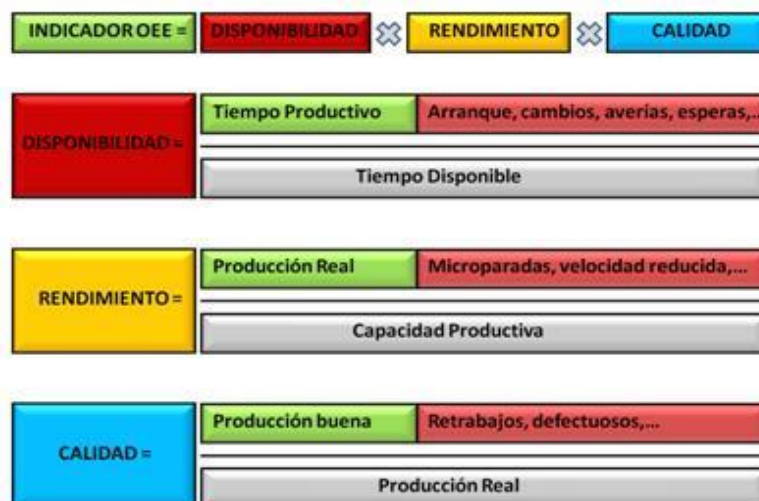 INDICADOR OEE = DISPONIBILIDAD RENDIMIENTO CALIDAD
Tiempo Productivo Arranque, cambios, averías, esperas,...
DISPONIBILIDAD =
Tiempo Disponible
Producción Real Microparadas, velocidad reducida,...
RENDIMIENTO =
Capacidad Productiva
Producción buena Retrabajos, defectuosos,...
CALIDAD =
Producción Real